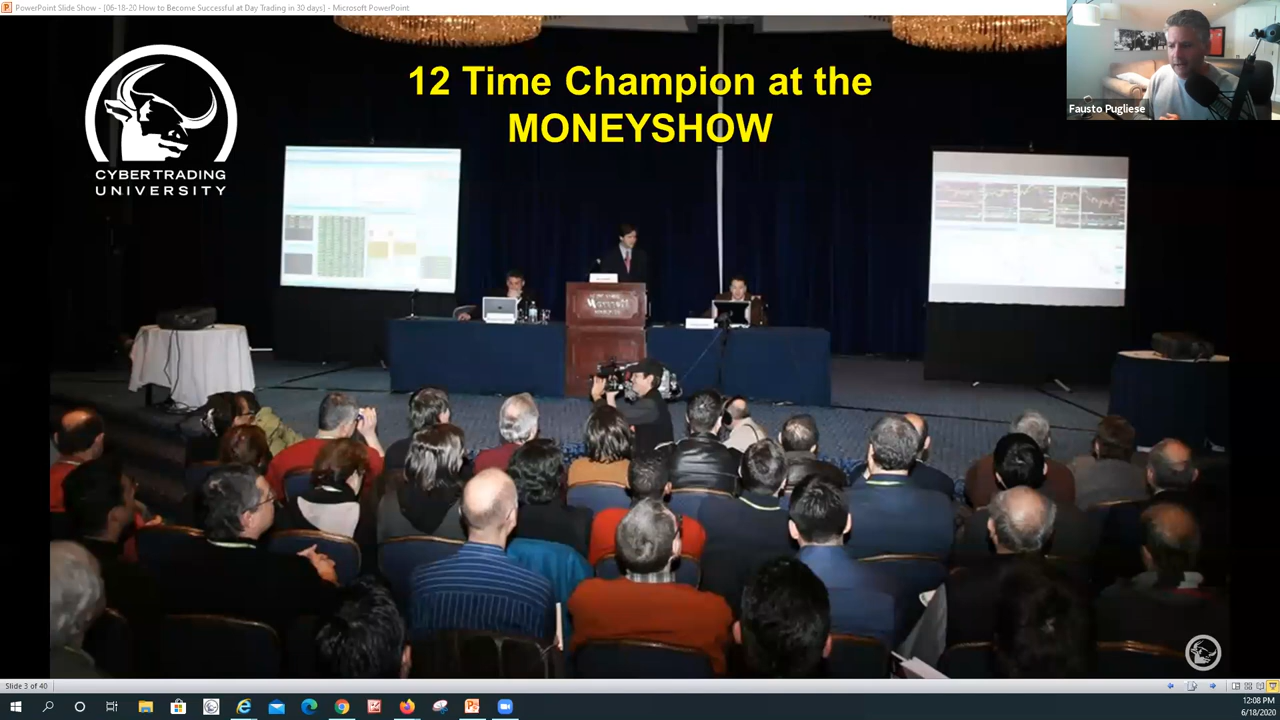 PowerPoint Slide Show - [06-18-20 How to Become Successful at Day Trading in 30 days] - Microsoft PowerPoint
12 Time Champion at the
MONEYSHOW
CYBERTRADING
UNIVERSITY
Fausto Pugliese
Marriott
Slide 3 of 40
12:08 PM
6/18/2020